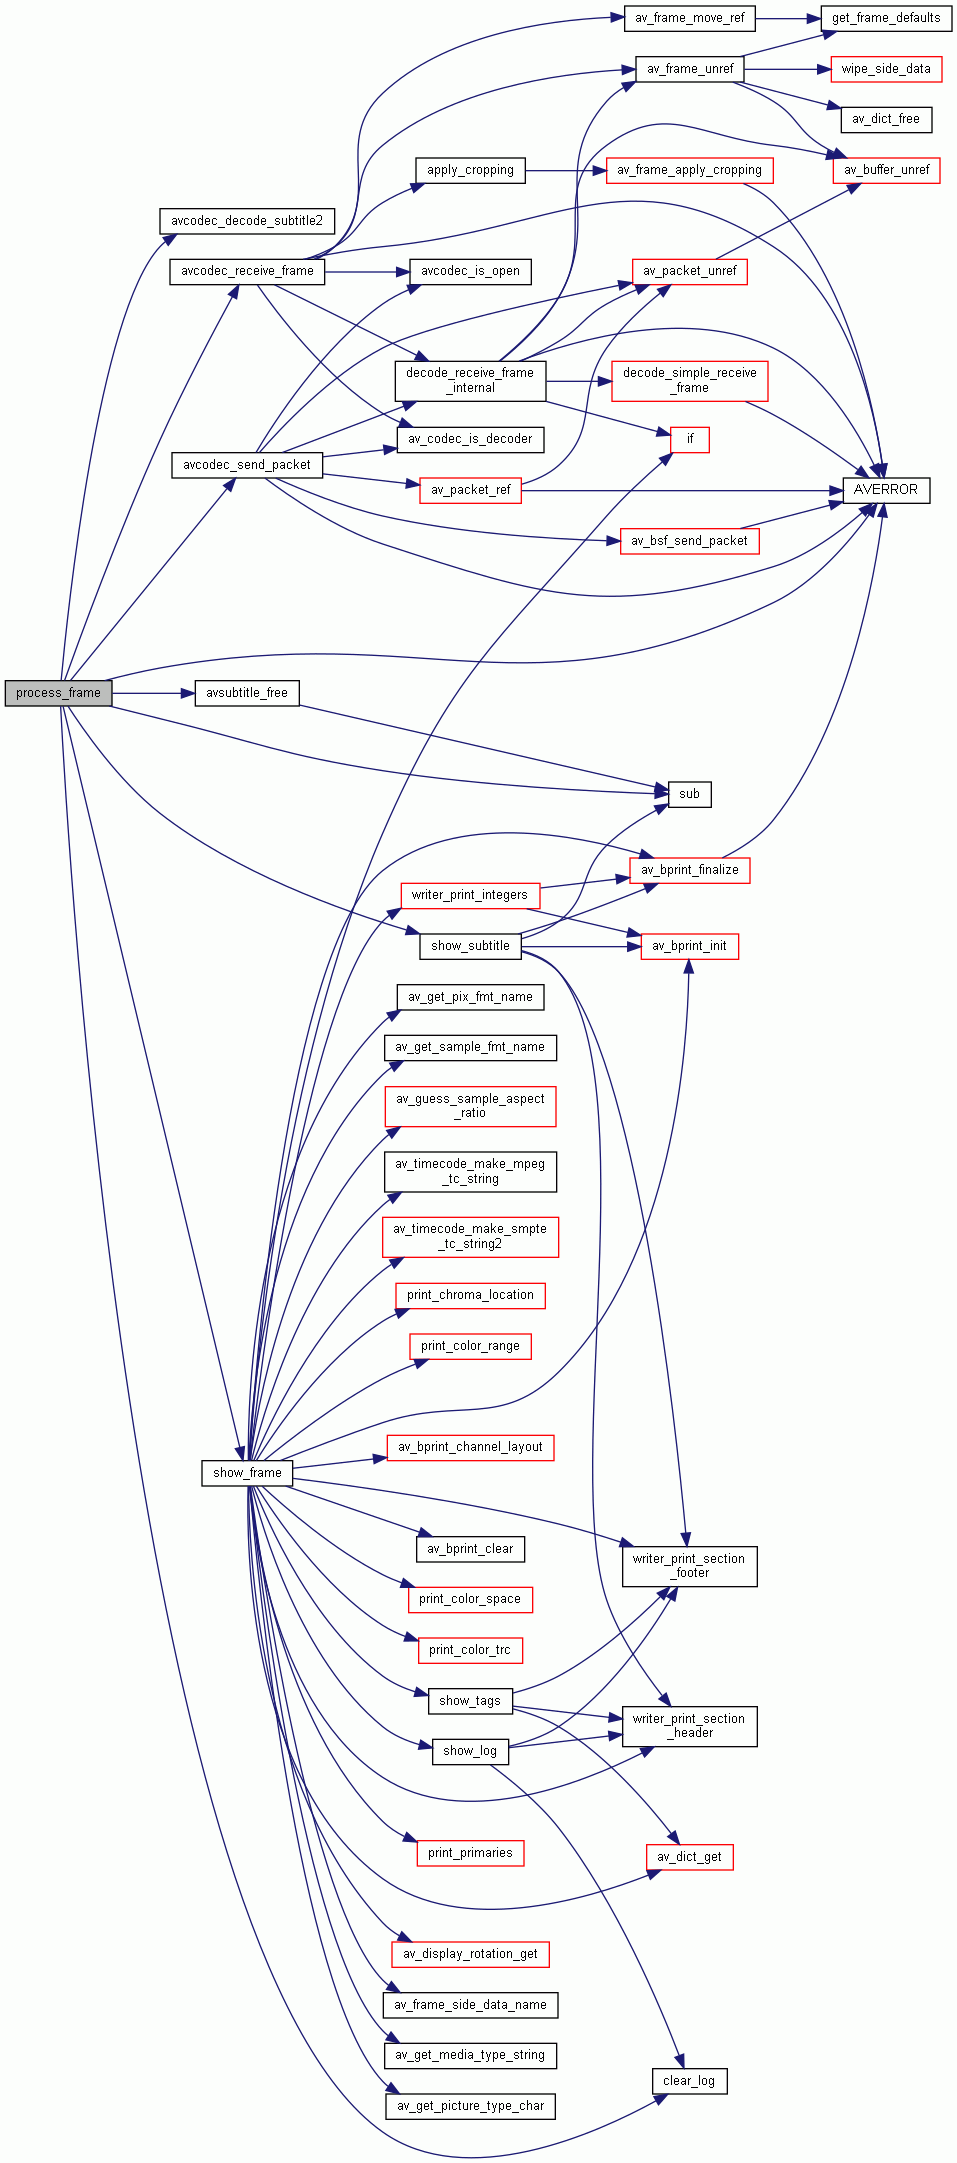 av_frame_move_ref
get_frame_defaults
av_frame_unref
wipe_side_data
av_dict_free
apply_cropping
av_frame_apply_cropping
av_buffer_unref
avcodec_decode_subtitle2
avcodec_receive_frame
avcodec_is_open
av_packet_unref
decode_receive_frame
_internal
decode_simple_receive
_frame
av_codec_is_decoder
if
avcodec_send_packet
av_packet_ref
AVERROR
av_bsf_send_packet
process_frame
avsubtitle_free
sub
av_bprint_finalize
writer_print_integers
show_subtitle
av_bprint_init
av_get_pix_fmt_name
av_get_sample_fmt_name
av_guess_sample_aspect
_ratio
av_timecode_make_mpeg
_tc_string
av_timecode_make_smpte
_tc_string2
print_chroma_location
print_color_range
av_bprint_channel_layout
show_frame
av_bprint_clear
writer_print_section
_footer
print_color_space
print_color_trc
show_tags
writer_print_section
_header
show_log
print_primaries
av_dict_get
av_display_rotation_get
av_frame_side_data_name
av_get_media_type_string
clear_log
av_get_picture_type_char